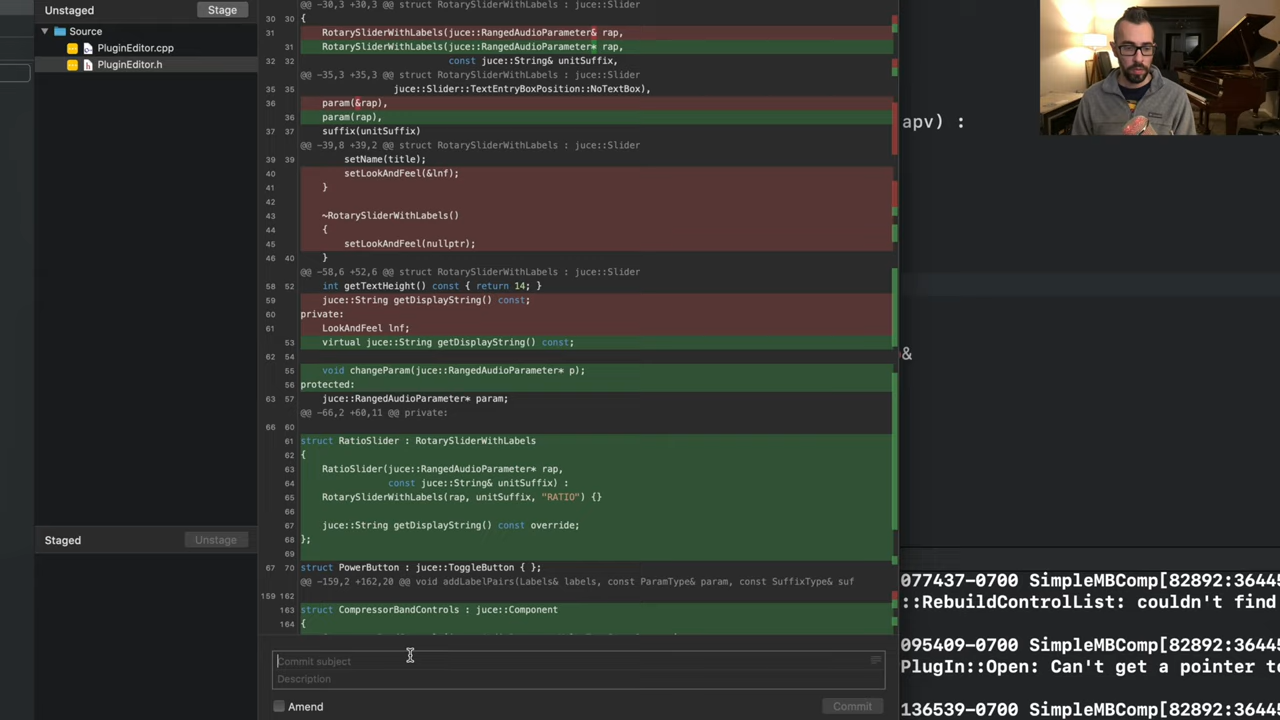 Unstaged
Stage
Source
PluginEditor.cpp
PluginEditor.h
Staged
Unstage
@@ -30,3 +30,3 @@ struct RotarySliderWithLabels : juce::Slider
30 30 {
31 RotarySliderWithLabels(juce::RangedAudioParameter& rap,
31 RotarySliderWithLabels(juce::RangedAudioParameter* rap,
32 32 const juce::String& unitSuffix,
@@ -35,3 +35,3 @@ struct RotarySliderWithLabels : juce::Slider
35 35 juce::Slider::TextEntryBoxPosition::NoTextBox),
36 param(&rap),
36 param(rap),
37 37 suffix(unitSuffix)
@@ -39,8 +39,2 @@ struct RotarySliderWithLabels : juce::Slider
39 39 setName(title);
40 setLookAndFeel(&lnf);
41 }
42
43 ~RotarySliderWithLabels()
44 {
45 setLookAndFeel(nullptr);
46 40 }
@@ -58,6 +52,6 @@ struct RotarySliderWithLabels : juce::Slider
58 52 int getTextHeight() const { return 14; }
59 juce::String getDisplayString() const;
60 private:
61 LookAndFeel lnf;
53 virtual juce::String getDisplayString() const;
62 54
55 void changeParam(juce::RangedAudioParameter* p);
56 protected:
63 57 juce::RangedAudioParameter* param;
@@ -66,2 +60,11 @@ private:
66 60
61 struct RatioSlider : RotarySliderWithLabels
62 {
63 RatioSlider(juce::RangedAudioParameter* rap,
64 const juce::String& unitSuffix) :
65 RotarySliderWithLabels(rap, unitSuffix, "RATIO") {}
66
67 juce::String getDisplayString() const override;
68 };
69
67 70 struct PowerButton : juce::ToggleButton { };
@@ -159,2 +162,20 @@ void addLabelPairs(Labels& labels, const ParamType& param, const SuffixType& suf
159 162
163 struct CompressorBandControls : juce::Component
164 {
Commit subject
Description
Amend
Commit
apv) :
&
077437-0700 SimpleMBComp[82892:36445
::RebuildControlList: couldn't find
095409-0700 SimpleMBComp[82892:36445
PlugIn::Open: Can't get a pointer to
136539-0700 SimpleMBComp[82892:36445